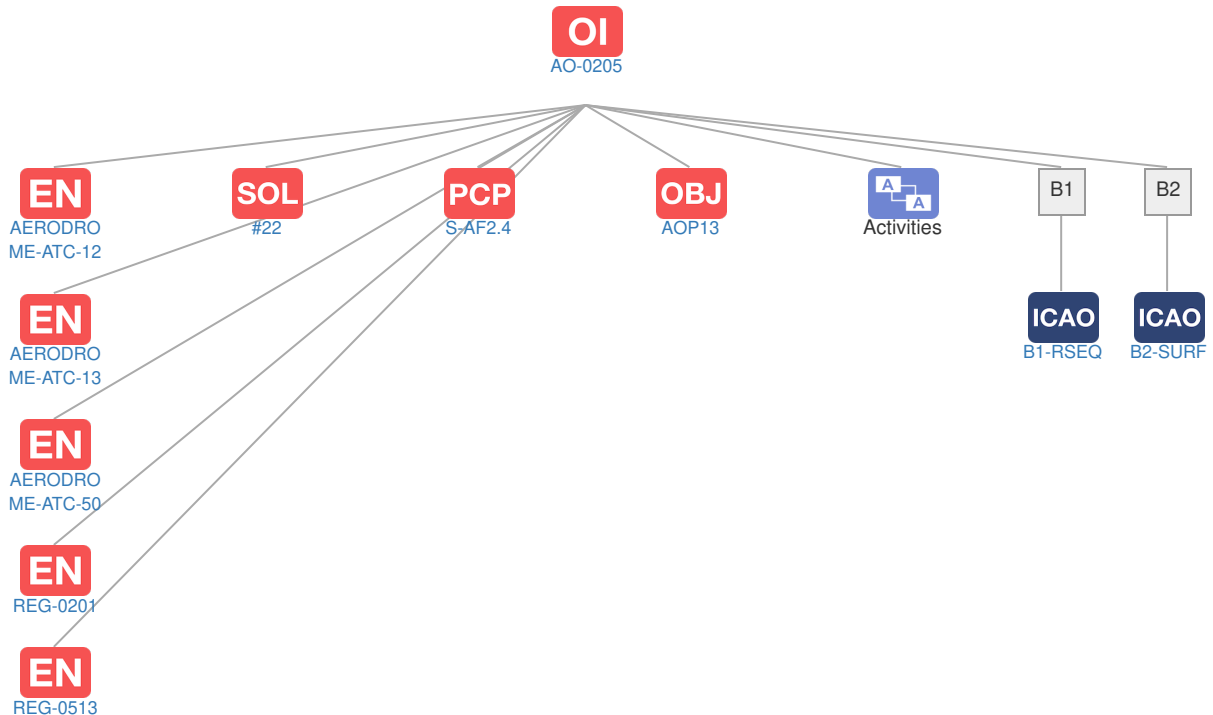 OI
AO-0205
EN
AERODRO
ME-ATC-12
SOL
#22
PCP
S-AF2.4
OBJ
AOP13
A
A
Activities
B1
B2
EN
AERODRO
ME-ATC-13
ICAO
B1-RSEQ
ICAO
B2-SURF
EN
AERODRO
ME-ATC-50
EN
REG-0201
EN
REG-0513